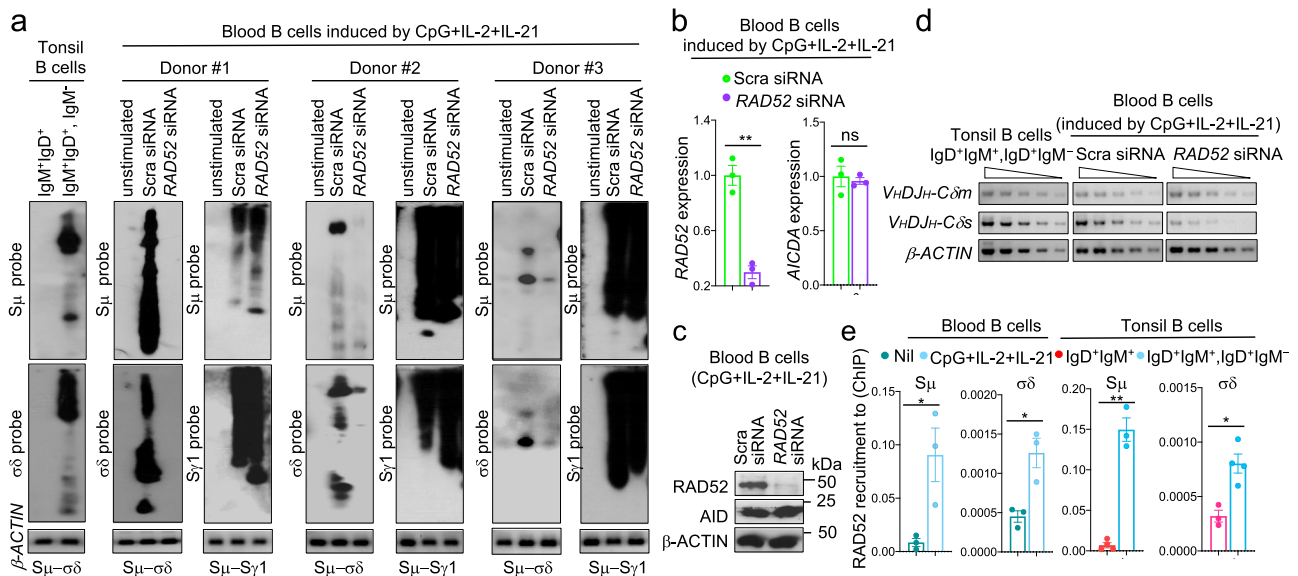 a
Tonsil
B cells
IgM⁺IgD⁺
IgM⁺IgD⁺, IgM⁻
Blood B cells induced by CpG+IL-2+IL-21
Donor #1
Donor #2
Donor #3
unstimulated
Scra siRNA
RAD52 siRNA
unstimulated
Scra siRNA
RAD52 siRNA
unstimulated
Scra siRNA
RAD52 siRNA
unstimulated
Scra siRNA
RAD52 siRNA
unstimulated
Scra siRNA
RAD52 siRNA
unstimulated
Scra siRNA
RAD52 siRNA
Sμ probe
Sμ probe
Sμ probe
Sμ probe
Sμ probe
Sμ probe
Sμ probe
σδ probe
σδ probe
Sγ1 probe
σδ probe
Sγ1 probe
σδ probe
Sγ1 probe
β-ACTIN
Sμ–σδ
Sμ–σδ
Sμ–Sγ1
Sμ–σδ
Sμ–Sγ1
Sμ–σδ
Sμ–Sγ1
b
Blood B cells
induced by CpG+IL-2+IL-21
Scra siRNA
RAD52 siRNA
RAD52 expression
1.0
0.8
0.6
0.4
0.2
**
AICDA expression
1.0
0.5
0.0
ns
c
Blood B cells
(CpG+IL-2+IL-21)
Scra
siRNA
RAD52
siRNA
kDa
RAD52
50
25
AID
50
β-ACTIN
d
Blood B cells
(induced by CpG+IL-2+IL-21)
Tonsil B cells
IgD⁺IgM⁺,IgD⁺IgM⁻
Scra siRNA
RAD52 siRNA
VHDJH-Cδm
VHDJH-Cδs
β-ACTIN
e
Blood B cells
Tonsil B cells
Nil
CpG+IL-2+IL-21
IgD⁺IgM⁺
IgD⁺IgM⁺,IgD⁺IgM⁻
RAD52 recruitment to (ChIP)
Sμ
*
0.15
0.10
0.05
0.00
σδ
*
0.0020
0.0015
0.0010
0.0005
0.0000
Sμ
**
0.20
0.15
0.10
0.05
0.00
σδ
*
0.0015
0.0010
0.0005
0.0000